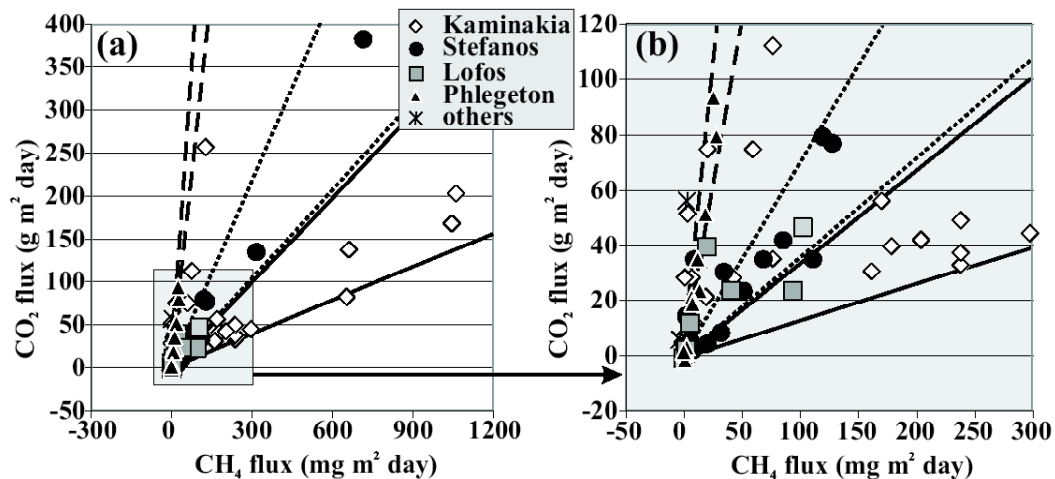 (a)
400
350
300
250
200
150
100
50
0
-50
-300
0
300
600
900
1200
CO2 flux (g m² day)
CH4 flux (mg m² day)
Kaminakia
Stefanos
Lofos
Phlegeton
others
(b)
120
100
80
60
40
20
0
-20
-50
0
50
100
150
200
250
300
CO2 flux (g m² day)
CH4 flux (mg m² day)